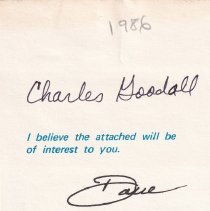 1986
Charles Goodall
I believe the attached will be
of interest to you.
Dave